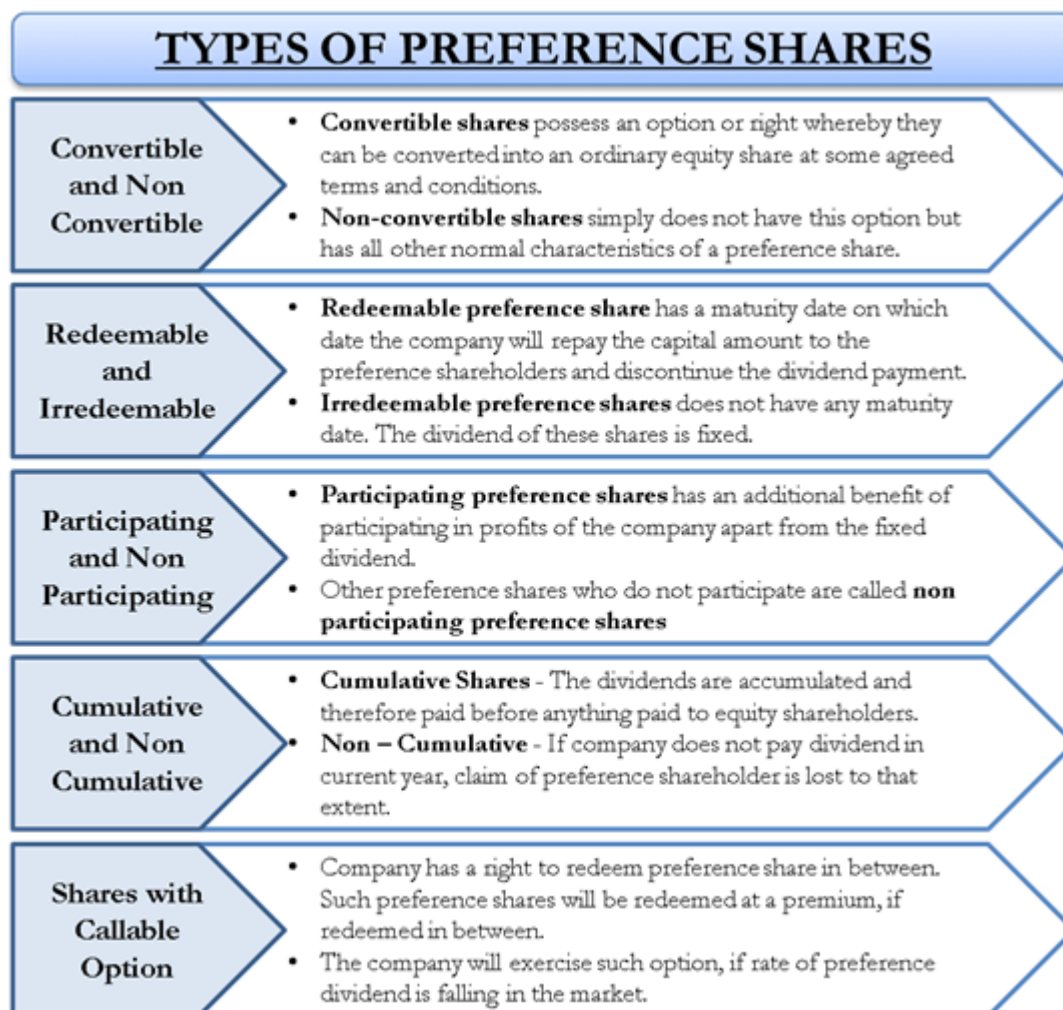 TYPES OF PREFERENCE SHARES
Convertible
and Non
Convertible
• Convertible shares possess an option or right whereby they
can be converted into an ordinary equity share at some agreed
terms and conditions.
• Non-convertible shares simply does not have this option but
has all other normal characteristics of a preference share.
Redeemable
and
Irredeemable
• Redeemable preference share has a maturity date on which
date the company will repay the capital amount to the
preference shareholders and discontinue the dividend payment.
• Irredeemable preference shares does not have any maturity
date. The dividend of these shares is fixed.
Participating
and Non
Participating
• Participating preference shares has an additional benefit of
participating in profits of the company apart from the fixed
dividend.
• Other preference shares who do not participate are called non
participating preference shares
Cumulative
and Non
Cumulative
• Cumulative Shares - The dividends are accumulated and
therefore paid before anything paid to equity shareholders.
• Non – Cumulative - If company does not pay dividend in
current year, claim of preference shareholder is lost to that
extent.
Shares with
Callable
Option
• Company has a right to redeem preference share in between.
Such preference shares will be redeemed at a premium, if
redeemed in between.
• The company will exercise such option, if rate of preference
dividend is falling in the market.